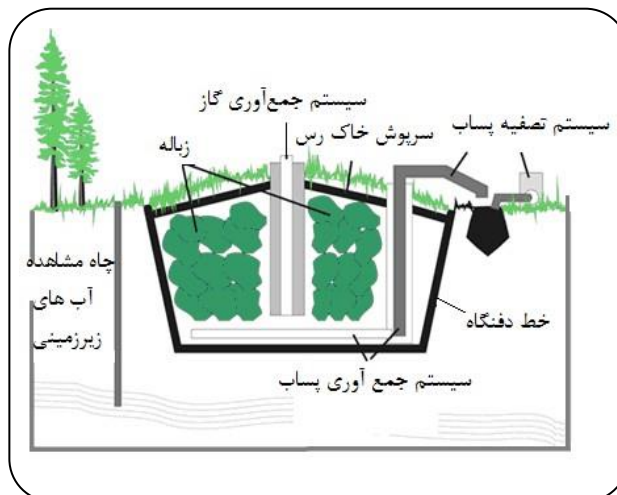 سیستم جمع‌آوری گاز
سیستم تصفیه پساب
سرپوش خاک رس
زباله
چاه مشاهده
آب های
زیرزمینی
خط دفنگاه
سیستم جمع آوری پساب